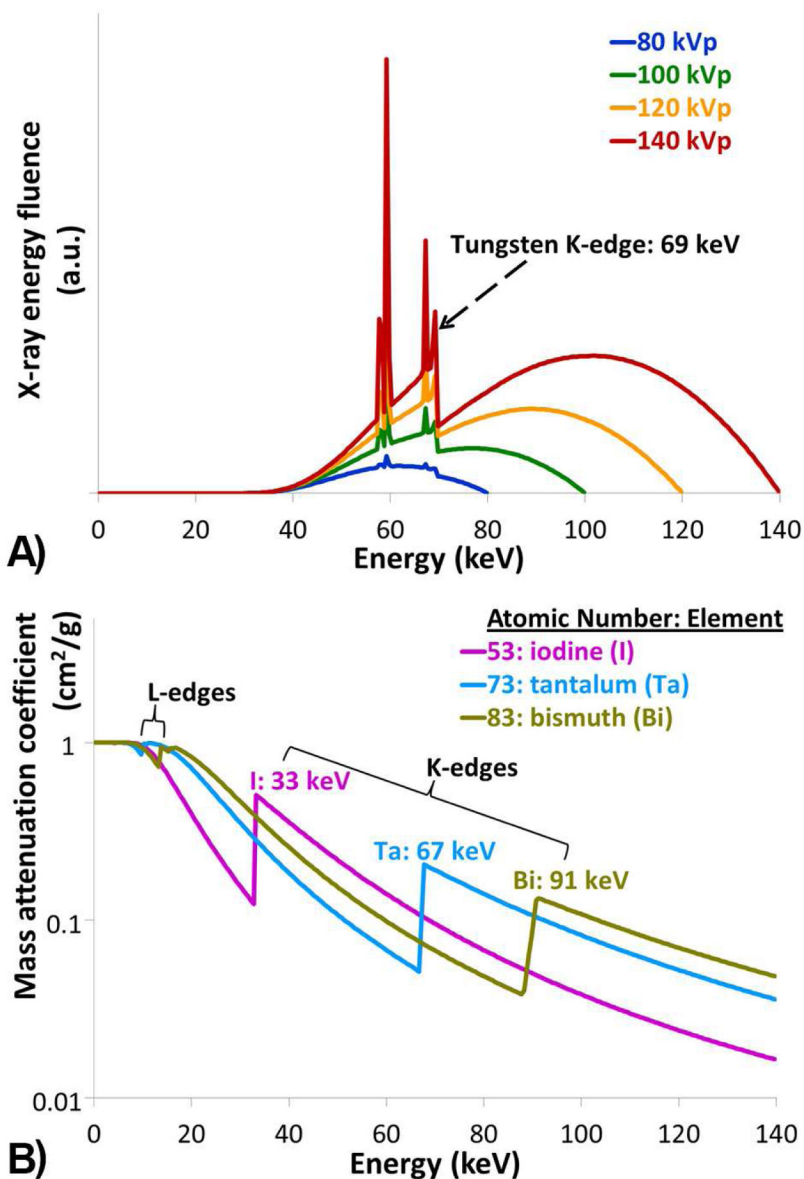 80 kVp
100 kVp
120 kVp
140 kVp
X-ray energy fluence
(a.u.)
Tungsten K-edge: 69 keV
0 20 40 60 80 100 120 140
Energy (keV)
A)
Atomic Number: Element
53: iodine (I)
73: tantalum (Ta)
83: bismuth (Bi)
Mass attenuation coefficient
(cm²/g)
L-edges
K-edges
I: 33 keV
Ta: 67 keV
Bi: 91 keV
1
0.1
0.01
0 20 40 60 80 100 120 140
Energy (keV)
B)